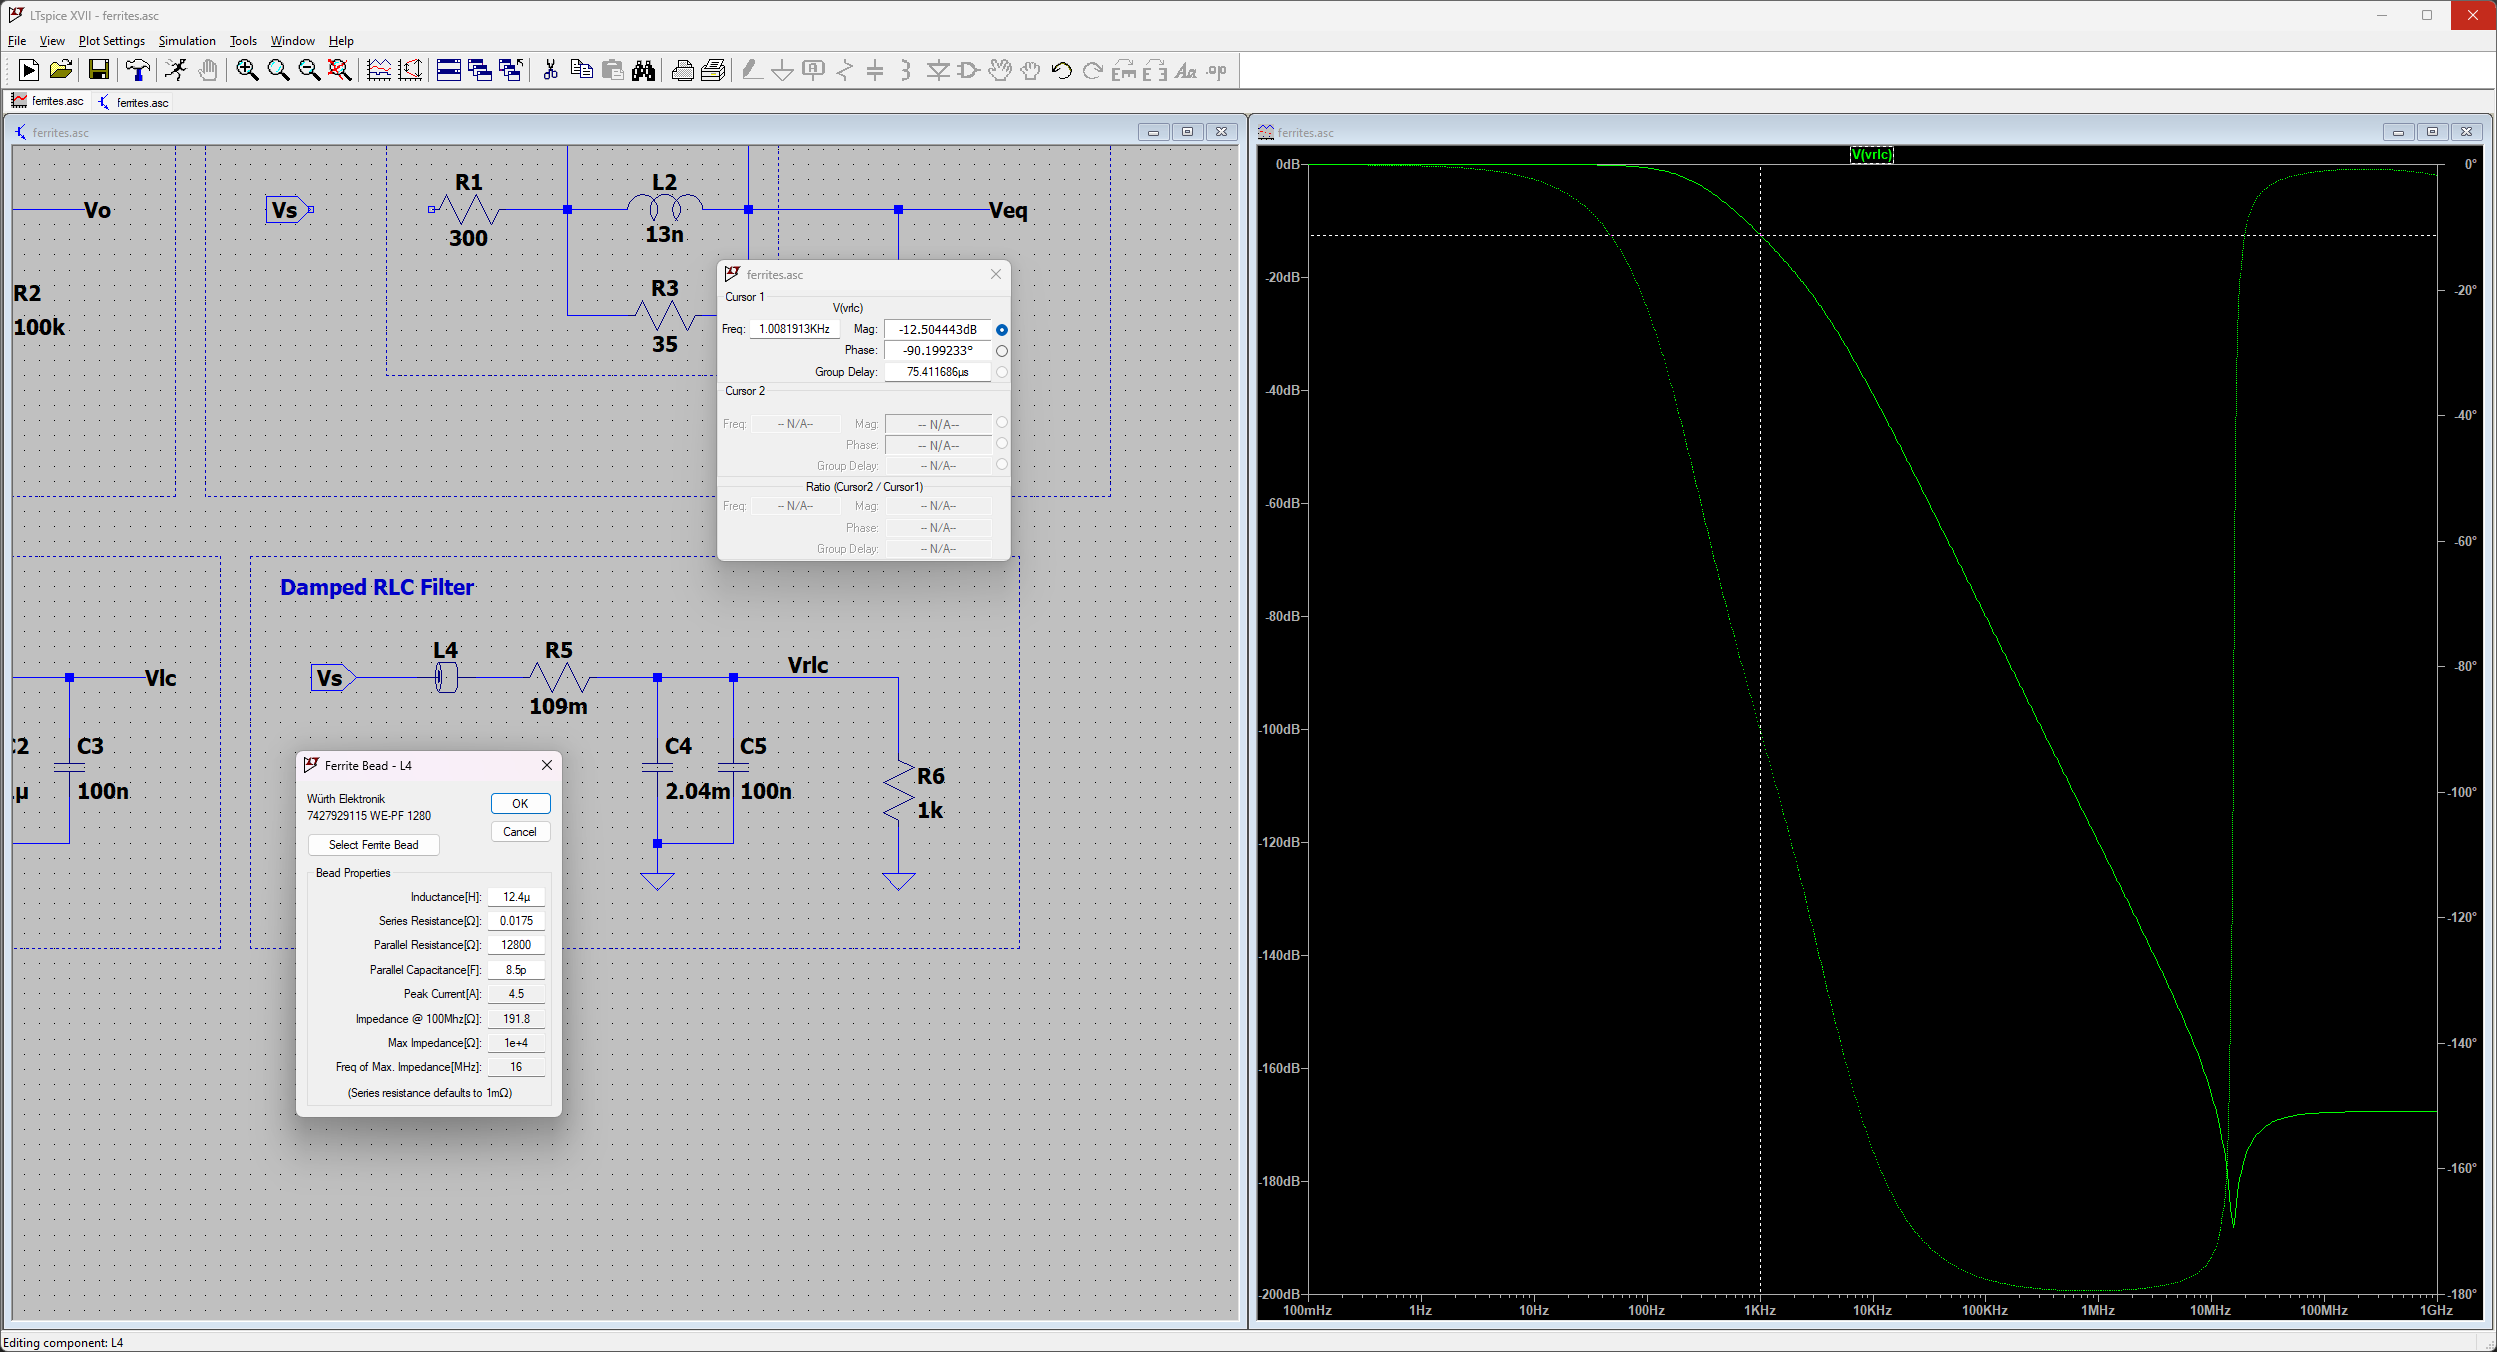 LTspice XVII - ferrites.asc
File View Plot Settings Simulation Tools Window Help
ferrites.asc ferrites.asc
ferrites.asc
Vo
Vs
R1
300
L2
13n
Veq
R2
100k
R3
35
ferrites.asc
Cursor 1
V(vrlc)
Freq: 1.0081913KHz Mag: -12.504443dB
Phase: -90.199233°
Group Delay: 75.411686µs
Cursor 2
Freq: -- N/A-- Mag: -- N/A--
Phase: -- N/A--
Group Delay: -- N/A--
Ratio (Cursor2 / Cursor1)
Freq: -- N/A-- Mag: -- N/A--
Phase: -- N/A--
Group Delay: -- N/A--
Damped RLC Filter
Vlc
Vs
L4
R5
109m
Vrlc
C3
100n
µ
C4
2.04m
C5
100n
R6
1k
Ferrite Bead - L4
Würth Elektronik
7427929115 WE-PF 1280
OK
Cancel
Select Ferrite Bead
Bead Properties
Inductance[H]: 12.4µ
Series Resistance[Ω]: 0.0175
Parallel Resistance[Ω]: 12800
Parallel Capacitance[F]: 8.5p
Peak Current[A]: 4.5
Impedance @ 100Mhz[Ω]: 191.8
Max Impedance[Ω]: 1e+4
Freq of Max. Impedance[MHz]: 16
(Series resistance defaults to 1mΩ)
ferrites.asc
V(vrlc)
0dB
-20dB
-40dB
-60dB
-80dB
-100dB
-120dB
-140dB
-160dB
-180dB
-200dB
0°
-20°
-40°
-60°
-80°
-100°
-120°
-140°
-160°
-180°
100mHz 1Hz 10Hz 100Hz 1KHz 10KHz 100KHz 1MHz 10MHz 100MHz 1GHz
Editing component: L4